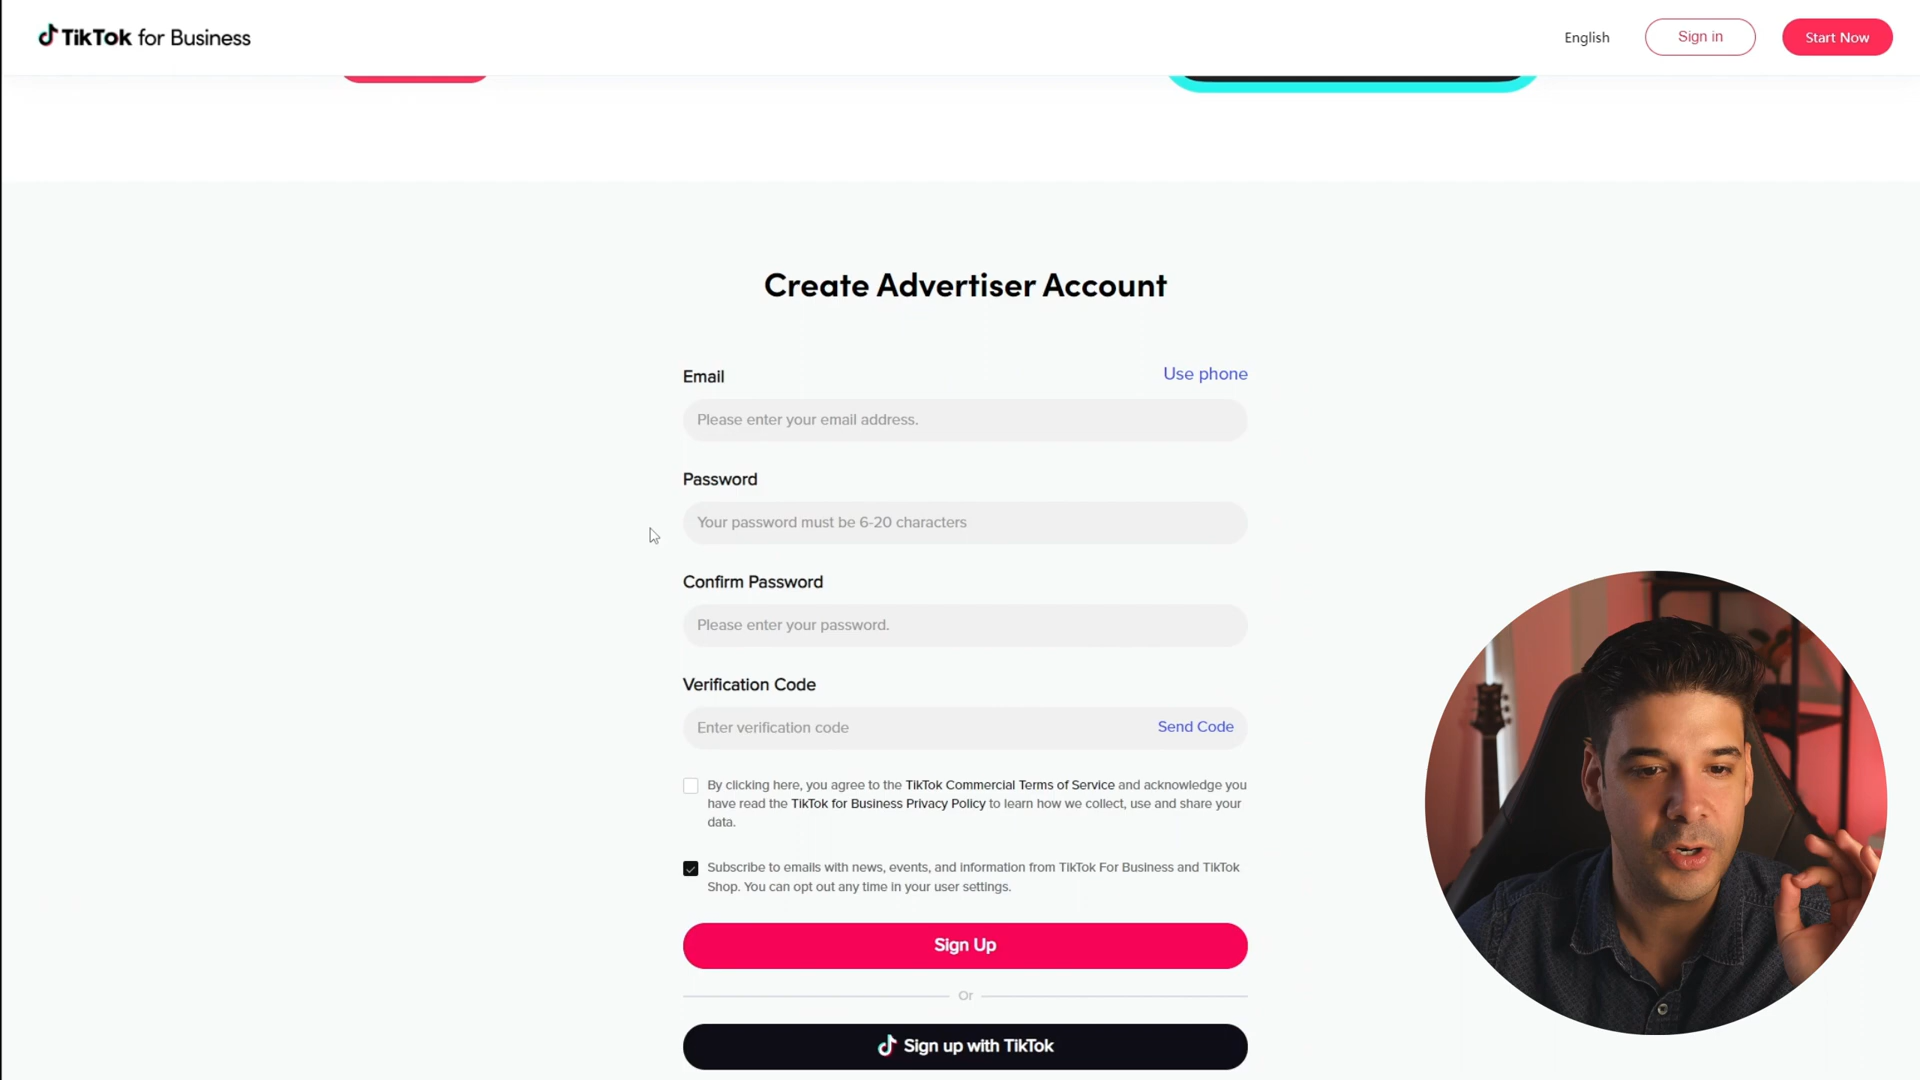 TikTok for Business
English
Sign in
Start Now
Create Advertiser Account
Email
Use phone
Please enter your email address.
Password
Your password must be 6-20 characters
Confirm Password
Please enter your password.
Verification Code
Enter verification code
Send Code
By clicking here, you agree to the TikTok Commercial Terms of Service and acknowledge you
have read the TikTok for Business Privacy Policy to learn how we collect, use and share your
data.
Subscribe to emails with news, events, and information from TikTok For Business and TikTok
Shop. You can opt out any time in your user settings.
Sign Up
Or
Sign up with TikTok